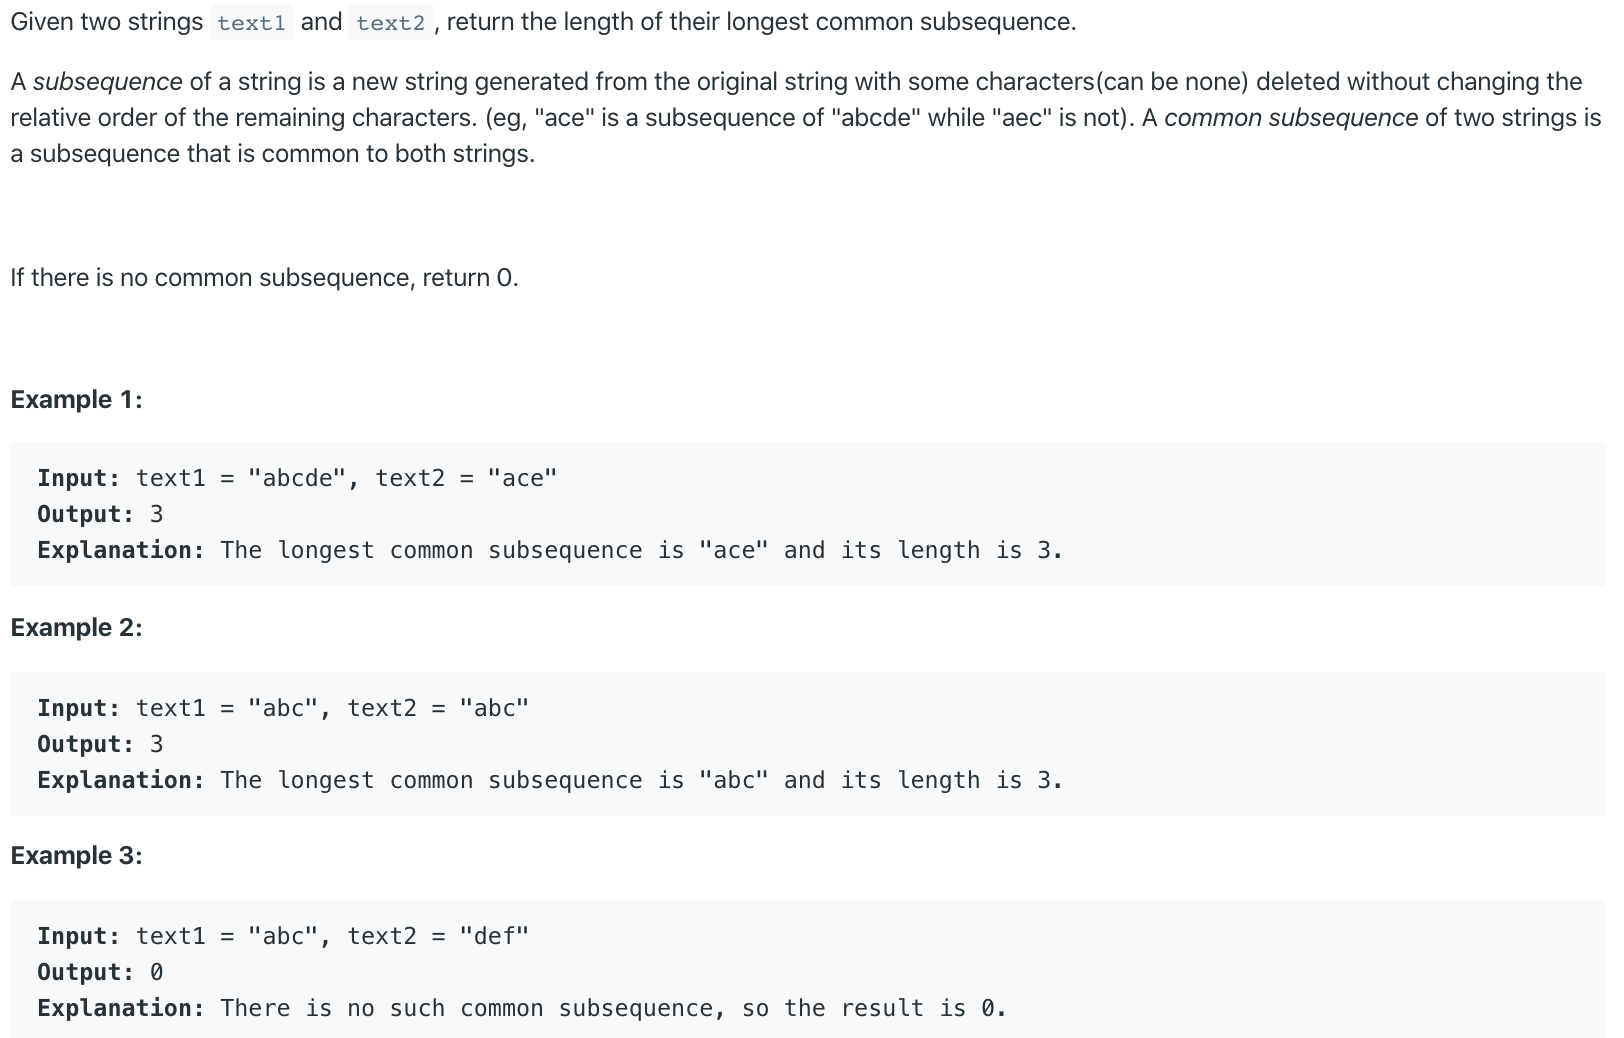 Given two strings text1 and text2 , return the length of their longest common subsequence.
A subsequence of a string is a new string generated from the original string with some characters(can be none) deleted without changing the
relative order of the remaining characters. (eg, "ace" is a subsequence of "abcde" while "aec" is not). A common subsequence of two strings is
a subsequence that is common to both strings.
If there is no common subsequence, return 0.
Example 1:
Input: text1 = "abcde", text2 = "ace"
Output: 3
Explanation: The longest common subsequence is "ace" and its length is 3.
Example 2:
Input: text1 = "abc", text2 = "abc"
Output: 3
Explanation: The longest common subsequence is "abc" and its length is 3.
Example 3:
Input: text1 = "abc", text2 = "def"
Output: 0
Explanation: There is no such common subsequence, so the result is 0.